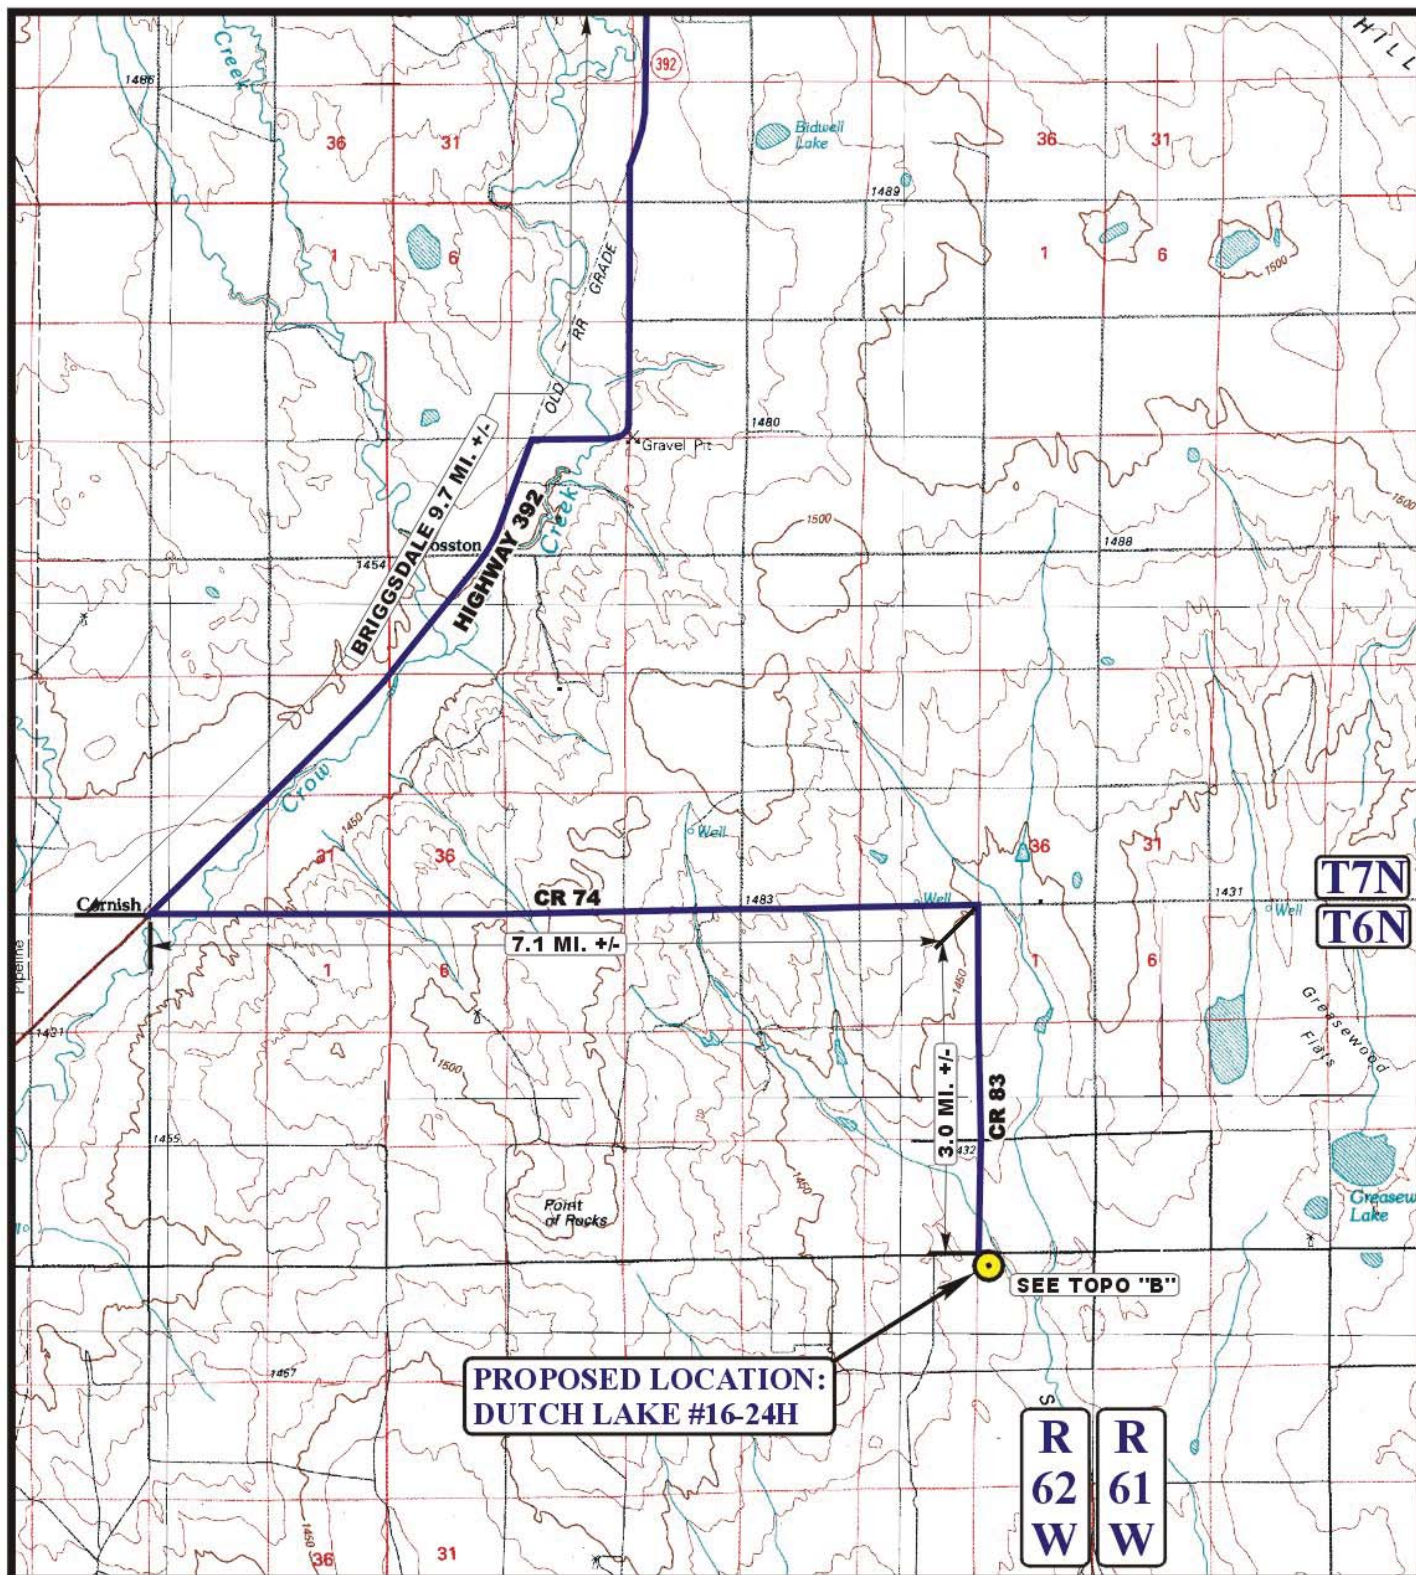 HILL
Creek
392
1486
36
31
Bidwell
Lake
36
31
1489
1
6
GRADE
RR
OLD
1
6
1500
1480
Gravel Pit
BRIGGSDALE 9.7 MI. +/-
HIGHWAY 392
Creek
1500
1500
osston
1454
1488
Crow
1450
Well
31
36
36
31
T7N
Cornish
CR 74
1483
Well
1431
Well
T6N
7.1 MI. +/-
Pipeline
1
6
1450
1
6
Greasewood
Flats
1431
1500
3.0 MI. +/-
CR 83
1455
432
1450
Point
of Rocks
Greasew
Lake
SEE TOPO "B"
PROPOSED LOCATION:
DUTCH LAKE #16-24H
1457
S
R
62
W
R
61
W
1450
36
31